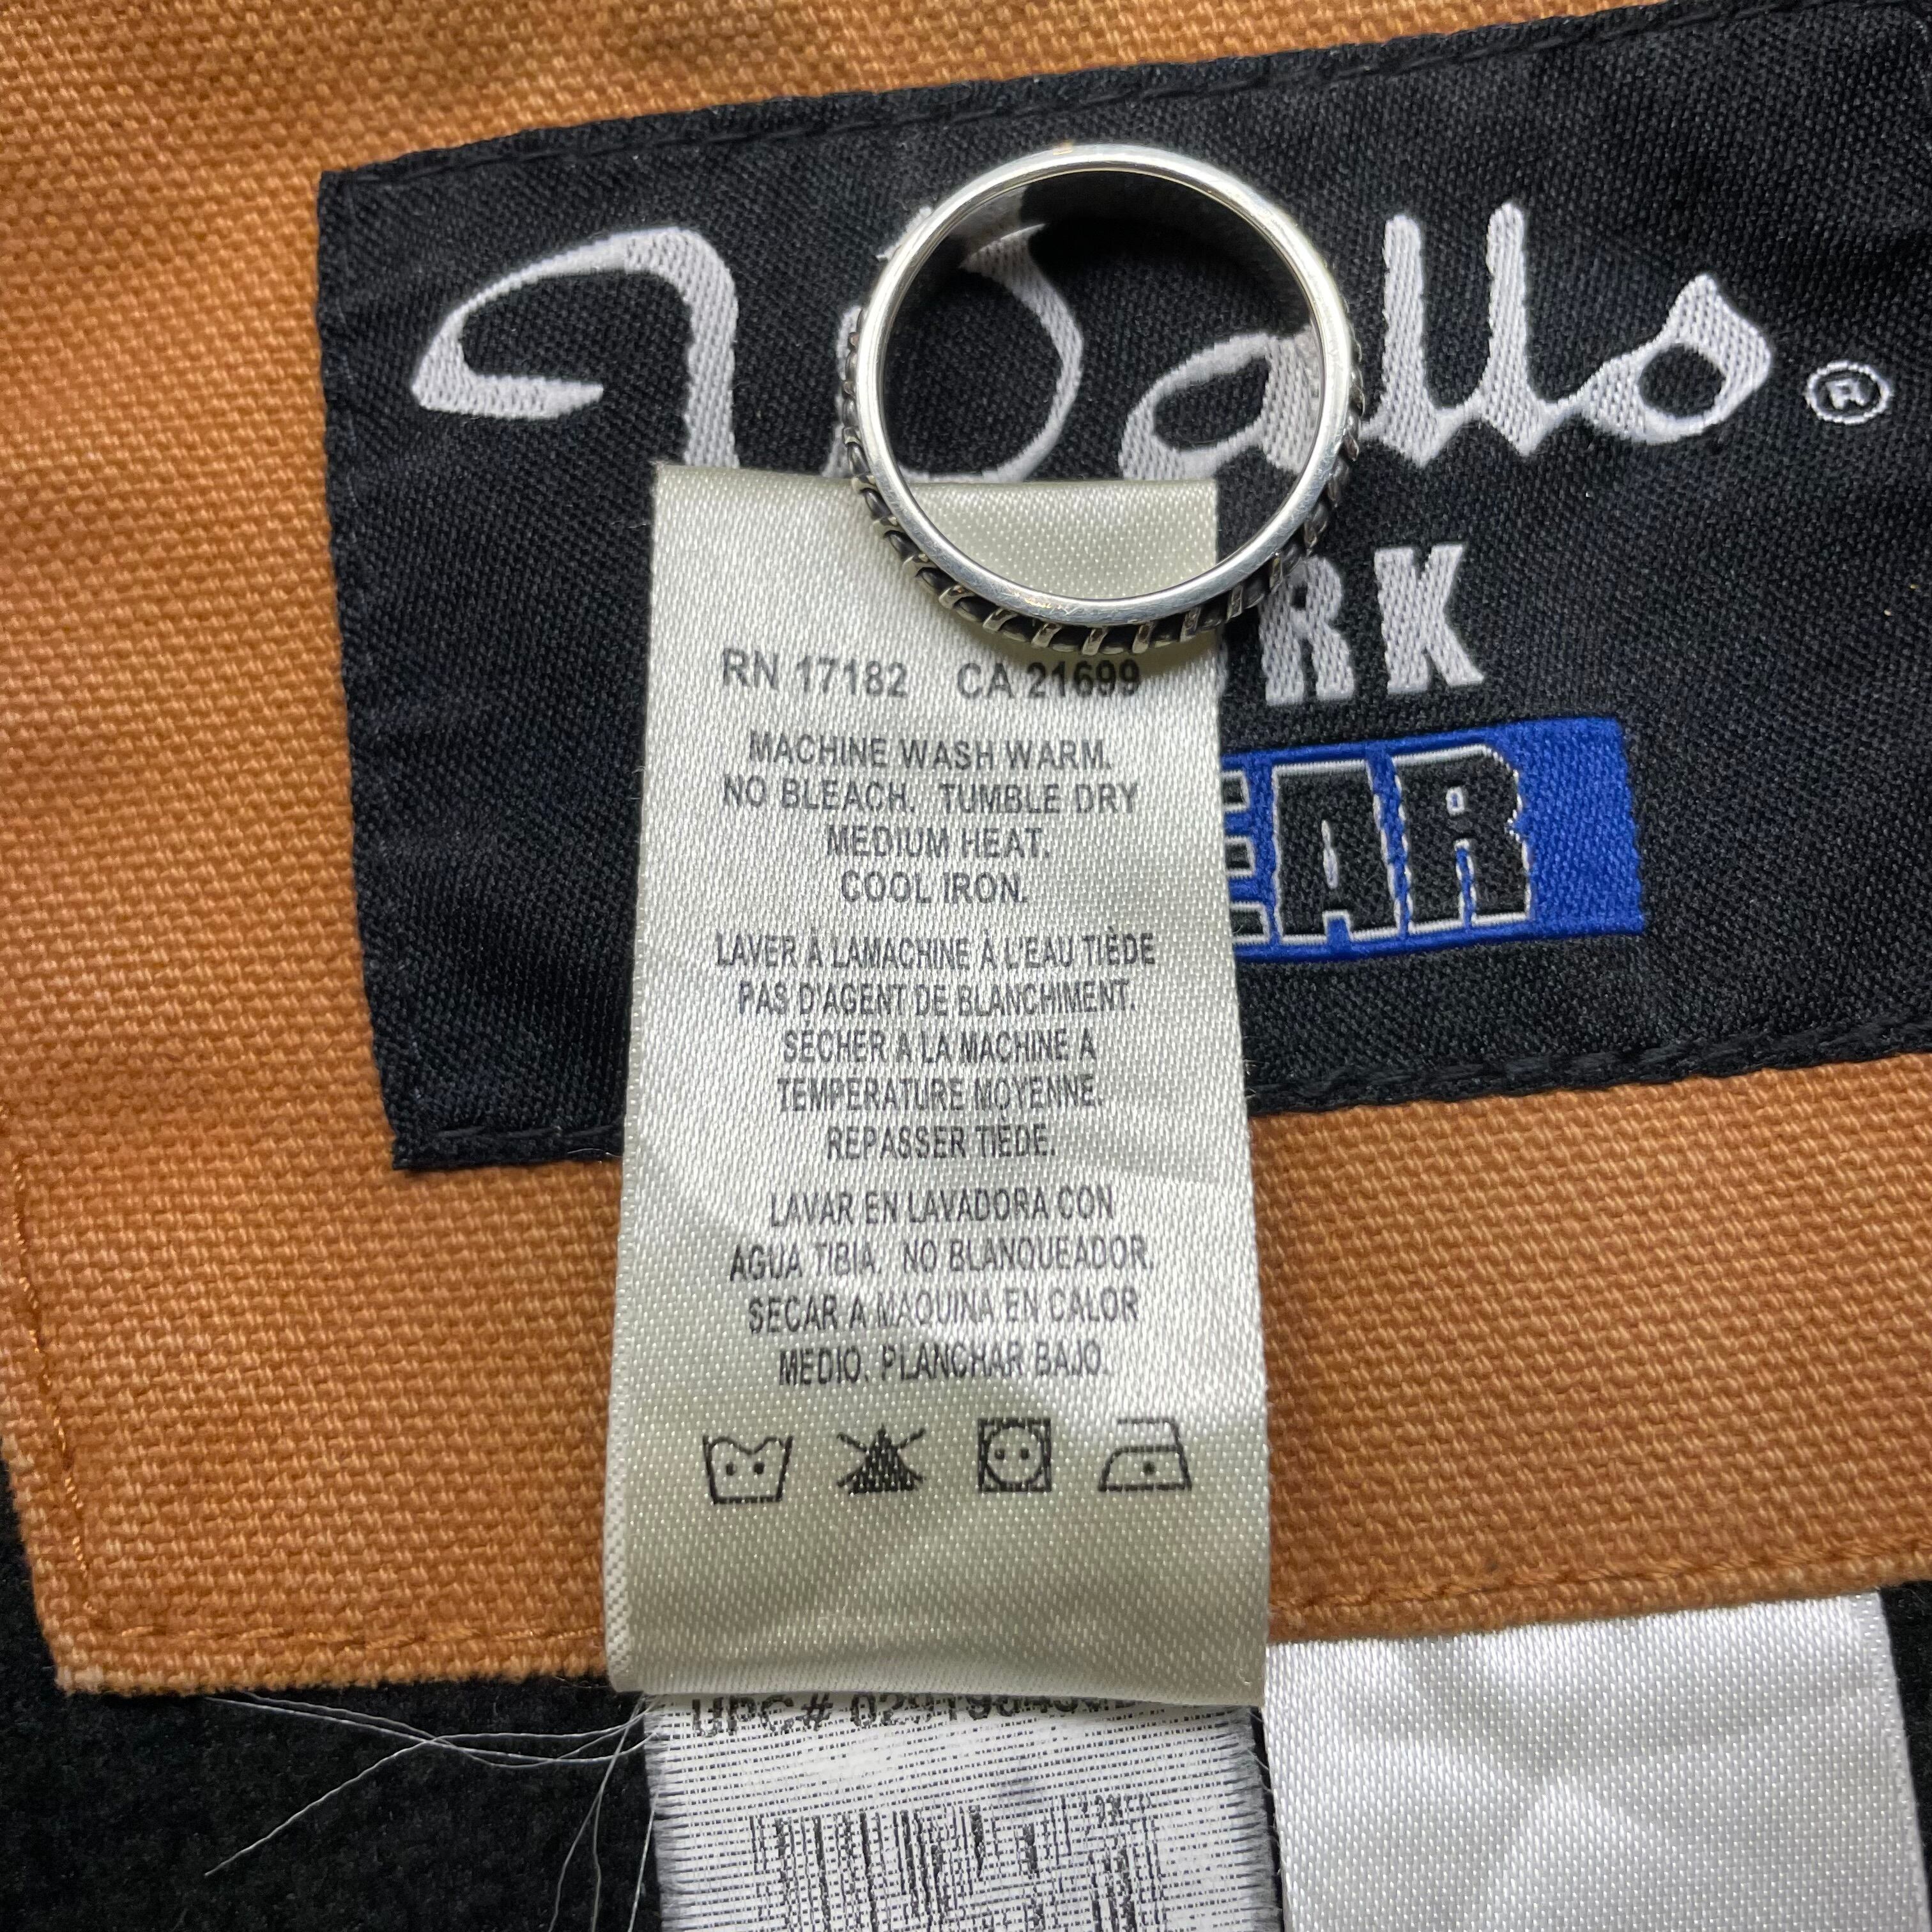 Walls®
RK
EAR
RN 17182 CA 21699
MACHINE WASH WARM.
NO BLEACH. TUMBLE DRY
MEDIUM HEAT.
COOL IRON.
LAVER À LAMACHINE À L'EAU TIÈDE
PAS D'AGENT DE BLANCHIMENT.
SECHER A LA MACHINE A
TEMPÉRATURE MOYENNE.
REPASSER TIEDE.
LAVAR EN LAVADORA CON
AGUA TIBIA. NO BLANQUEADOR.
SECAR A MAQUINA EN CALOR
MEDIO. PLANCHAR BAJO.
UPC#